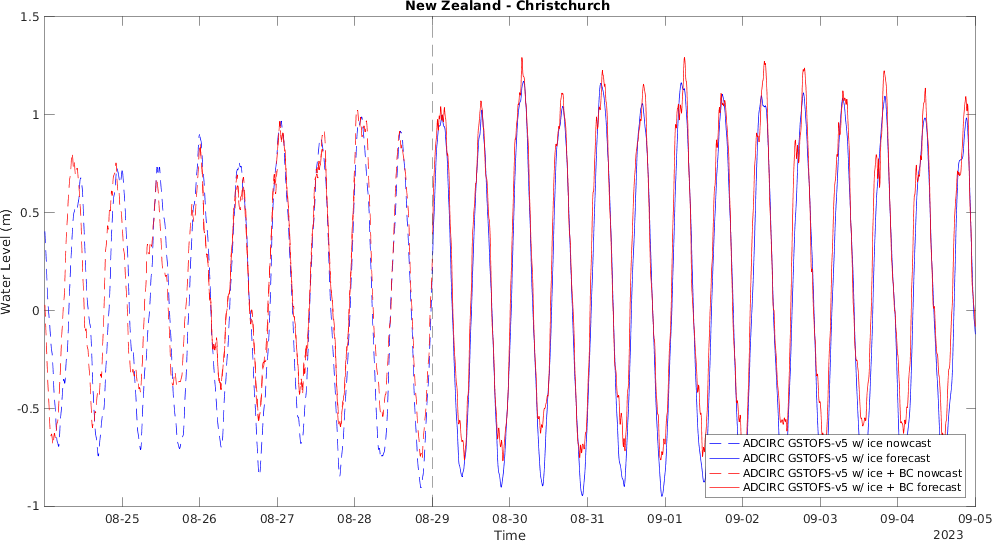 New Zealand - Christchurch
Water Level (m)
1.5
1
0.5
0
-0.5
-1
ADCIRC GSTOFS-v5 w/ ice nowcast
ADCIRC GSTOFS-v5 w/ ice forecast
ADCIRC GSTOFS-v5 w/ ice + BC nowcast
ADCIRC GSTOFS-v5 w/ ice + BC forecast
08-25 08-26 08-27 08-28 08-29 08-30 08-31 09-01 09-02 09-03 09-04 09-05
Time
2023